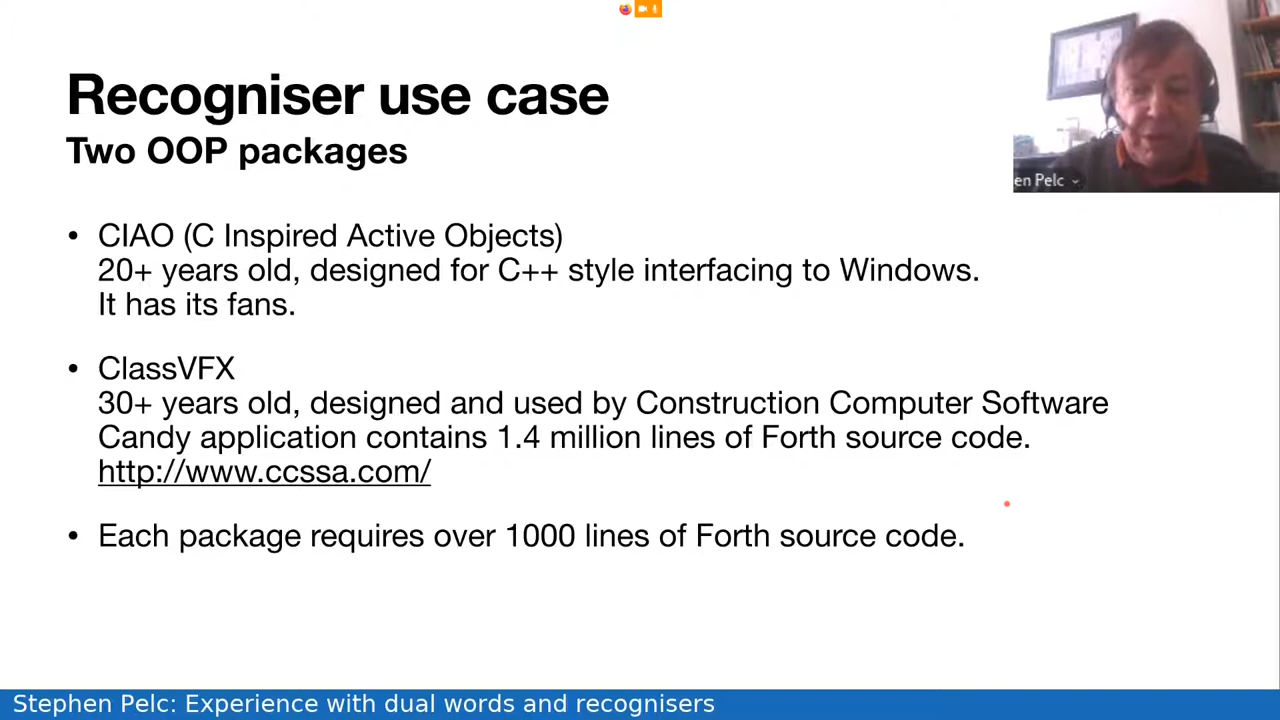 Recogniser use case
Two OOP packages
en Pelc
• CIAO (C Inspired Active Objects)
20+ years old, designed for C++ style interfacing to Windows.
It has its fans.
• ClassVFX
30+ years old, designed and used by Construction Computer Software
Candy application contains 1.4 million lines of Forth source code.
http://www.ccssa.com/
• Each package requires over 1000 lines of Forth source code.
Stephen Pelc: Experience with dual words and recognisers